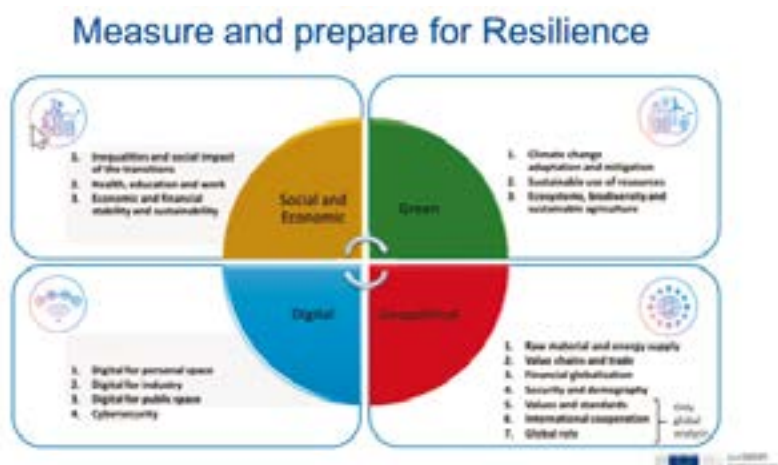 Measure and prepare for Resilience
1. Inequalities and social impact
of the transitions
2. Health, education and work
3. Economic and financial
stability and sustainability
Social and
Economic
Green
1. Climate change
adaptation and mitigation
2. Sustainable use of resources
3. Ecosystems, biodiversity and
sustainable agriculture
Digital
1. Digital for personal space
2. Digital for industry
3. Digital for public space
4. Cybersecurity
Geopolitical
1. Raw material and energy supply
2. Value chains and trade
3. Financial globalisation
4. Security and demography
5. Values and standards
6. International cooperation
7. Global role
Only
global
analysis